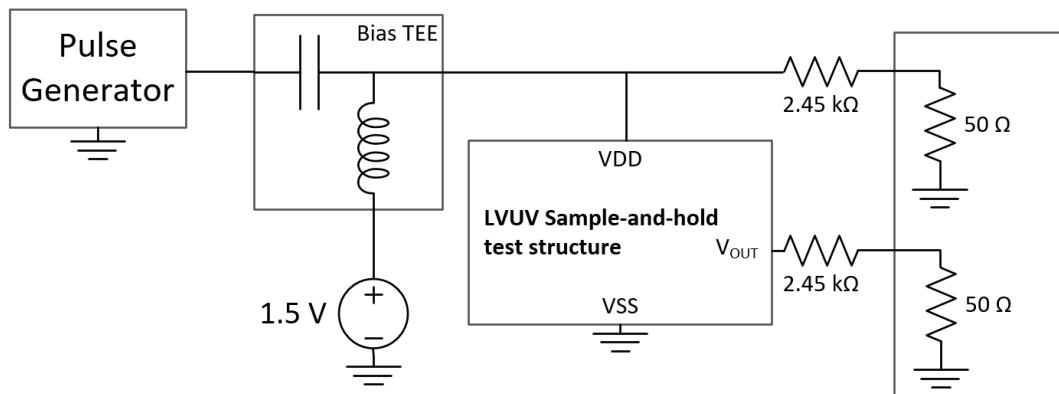 Pulse
Generator
Bias TEE
1.5 V
VDD
LVUV Sample-and-hold
test structure
VOUT
VSS
2.45 kΩ
50 Ω
2.45 kΩ
50 Ω